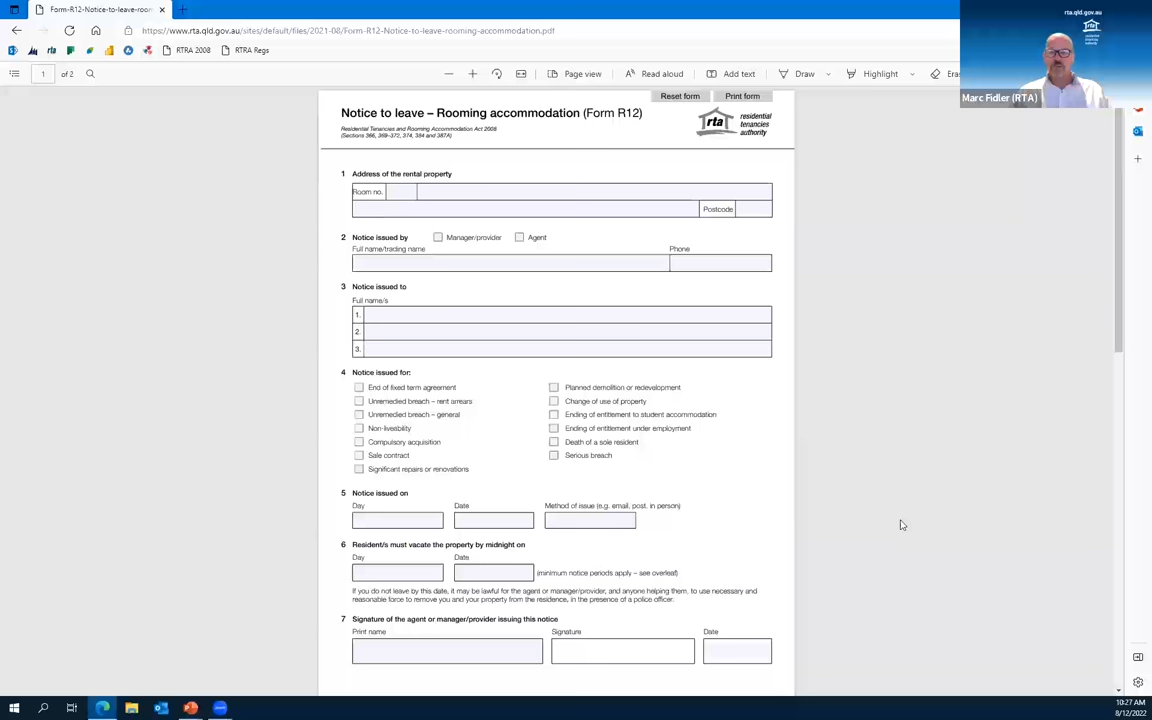 Form-R12-Notice-to-leave-room
https://www.rta.qld.gov.au/sites/default/files/2021-08/Form-R12-Notice-to-leave-rooming-accommodation.pdf
RTRA 2008
RTRA Regs
1
of 2
Page view
Read aloud
Add text
Draw
Highlight
Eras
rta.qld.gov.au
Marc Fidler (RTA)
Reset form
Print form
Notice to leave – Rooming accommodation (Form R12)
Residential Tenancies and Rooming Accommodation Act 2008
(Sections 366, 369–372, 374, 384 and 387A)
rta
residential
tenancies
authority
1 Address of the rental property
Room no.
Postcode
2 Notice issued by
Manager/provider
Agent
Full name/trading name
Phone
3 Notice issued to
Full name/s
1.
2.
3.
4 Notice issued for:
End of fixed term agreement
Planned demolition or redevelopment
Unremedied breach – rent arrears
Change of use of property
Unremedied breach – general
Ending of entitlement to student accommodation
Non-liveability
Ending of entitlement under employment
Compulsory acquisition
Death of a sole resident
Sale contract
Serious breach
Significant repairs or renovations
5 Notice issued on
Day
Date
Method of issue (e.g. email, post, in person)
6 Resident/s must vacate the property by midnight on
Day
Date
(minimum notice periods apply – see overleaf)
If you do not leave by this date, it may be lawful for the agent or manager/provider, and anyone helping them, to use necessary and
reasonable force to remove you and your property from the residence, in the presence of a police officer.
7 Signature of the agent or manager/provider issuing this notice
Print name
Signature
Date
10:27 AM
8/12/2022